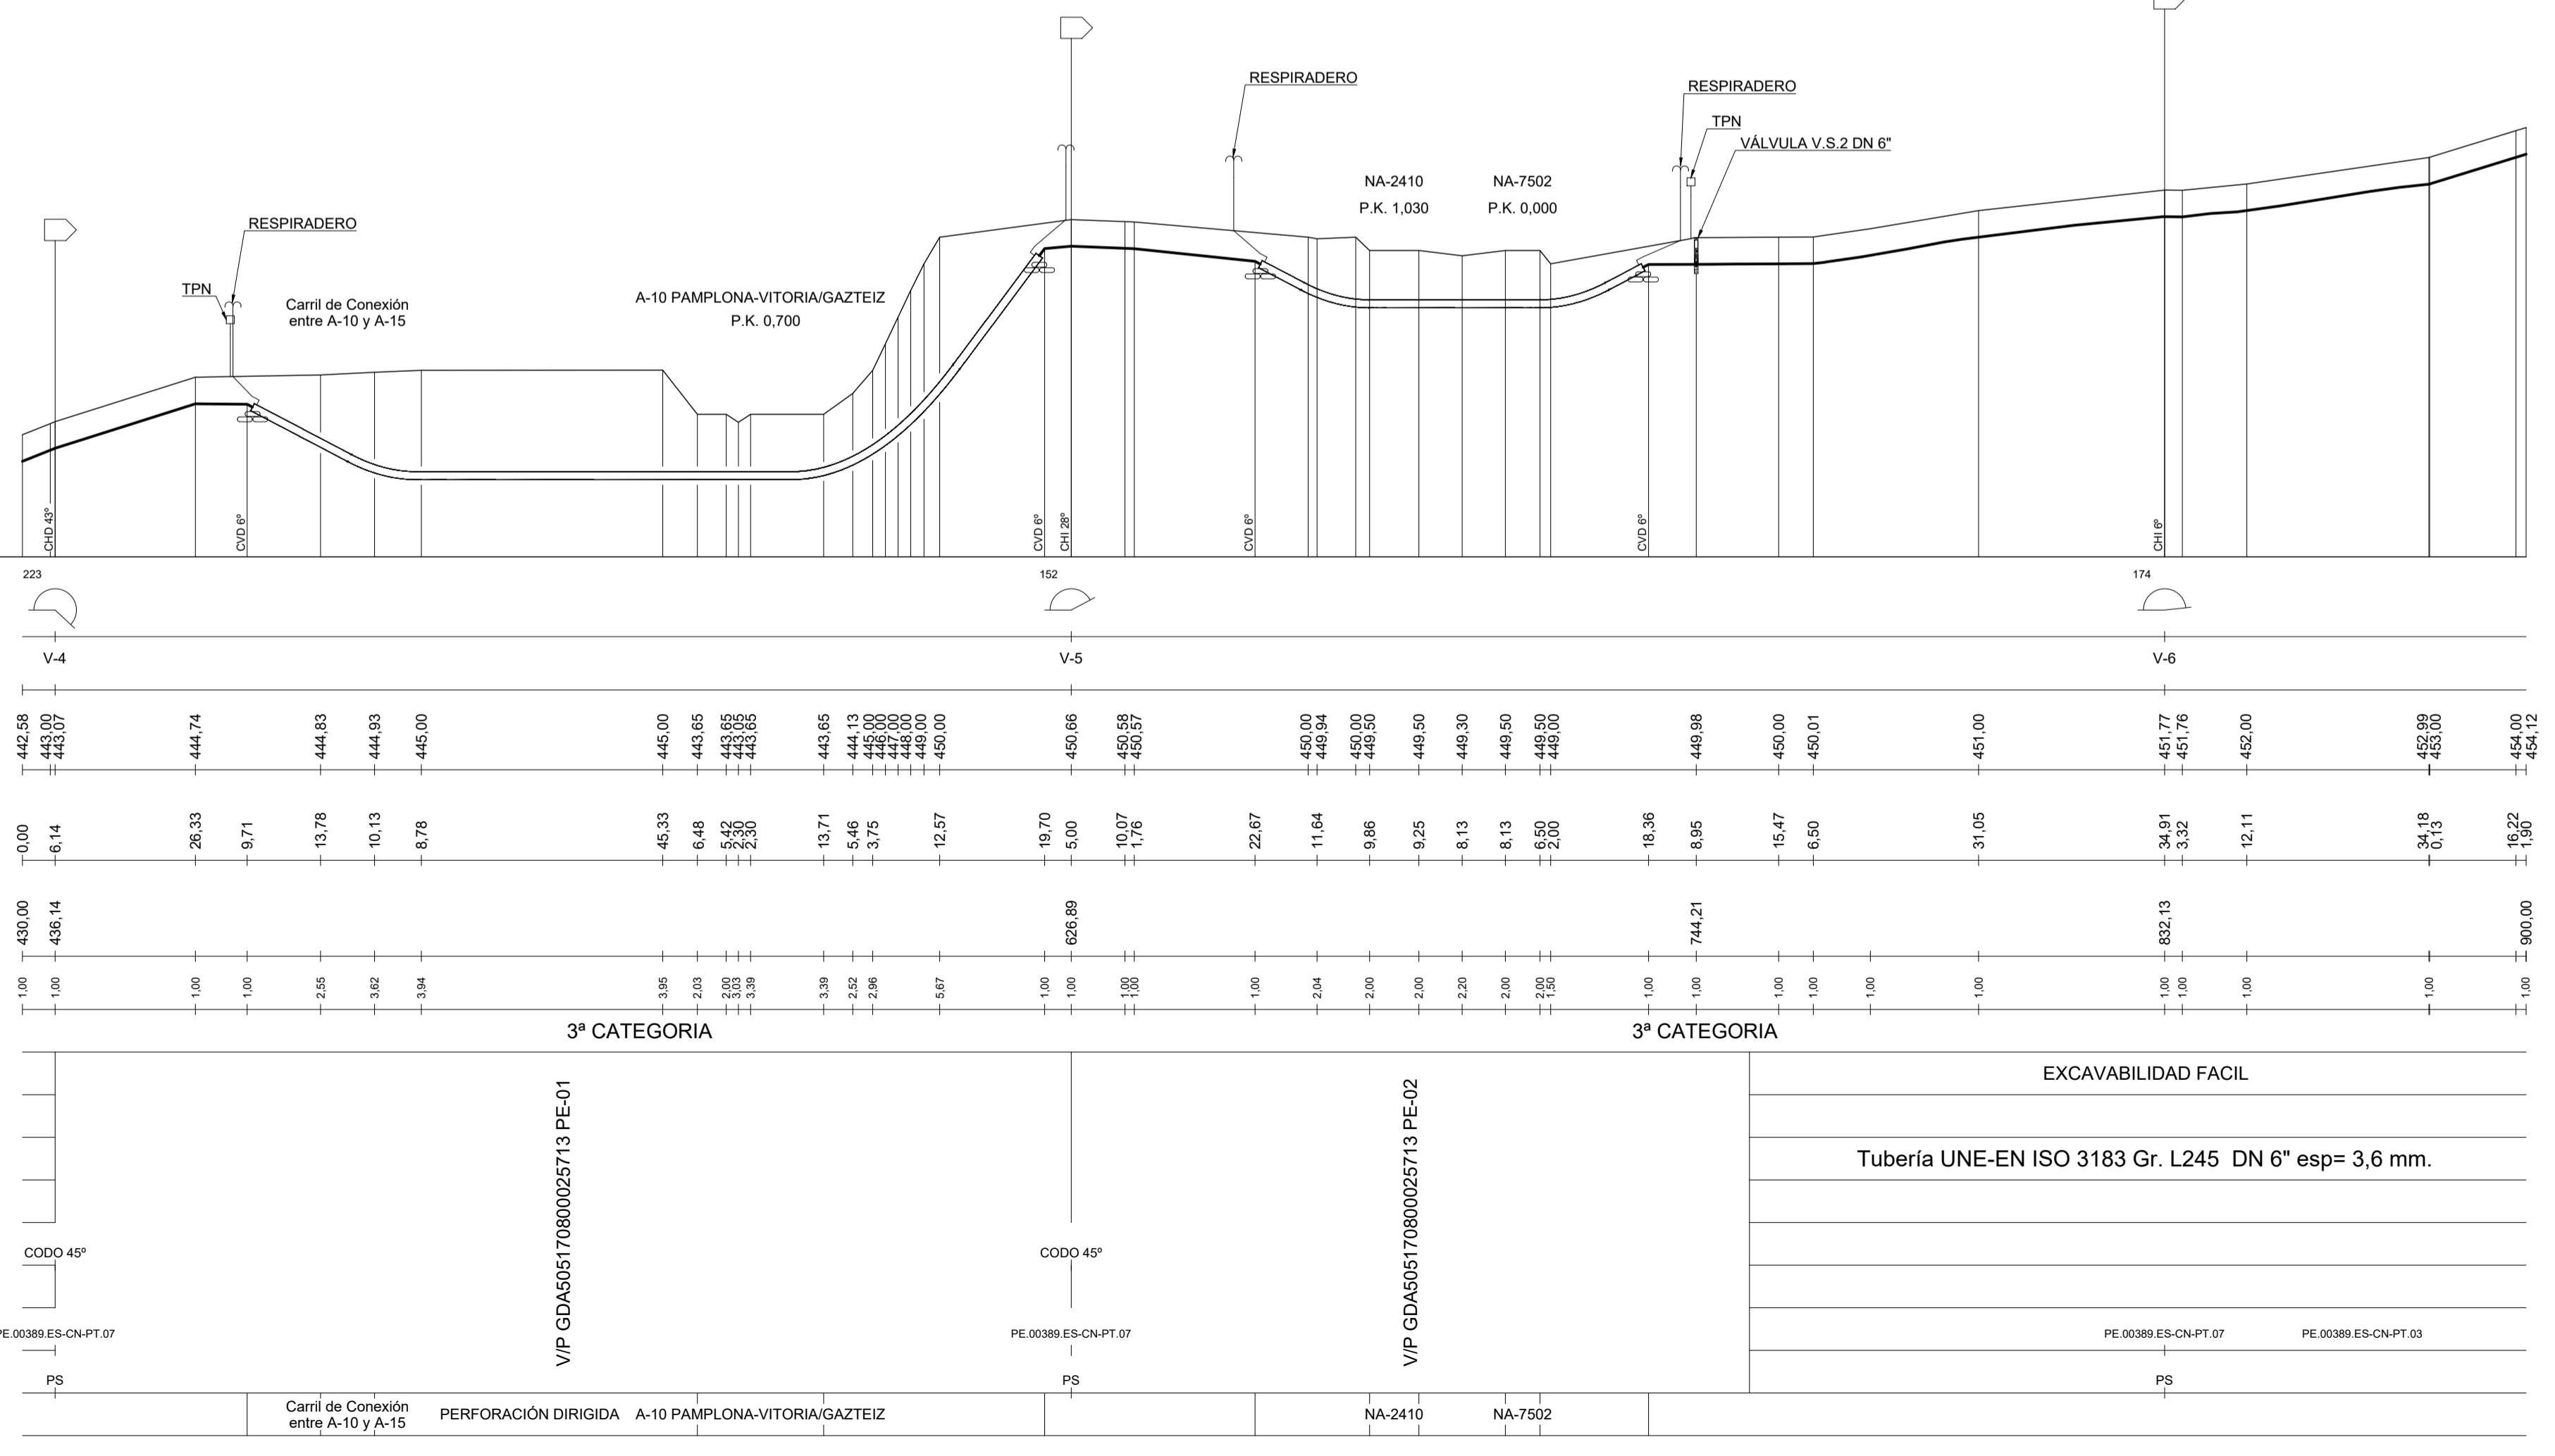 RESPIRADERO
RESPIRADERO
TPN
VÁLVULA V.S.2 DN 6"
NA-2410
P.K. 1,030
NA-7502
P.K. 0,000
RESPIRADERO
TPN
Carril de Conexión
entre A-10 y A-15
A-10 PAMPLONA-VITORIA/GAZTEIZ
P.K. 0,700
CHD 43º
CVD 6º
CVD 6º
CHI 28º
CVD 6º
CVD 6º
CHI 6º
223
152
174
V-4
V-5
V-6
442,58 443,00 443,07 444,74 444,83 444,93 445,00 445,00 443,65 443,65 443,05 443,65 443,65 444,13 445,00 446,00 447,00 448,00 449,00 450,00 450,66 450,58 450,57 450,00 449,94 450,00 449,50 449,50 449,30 449,50 449,50 449,00 449,98 450,00 450,01 451,00 451,77 451,76 452,00 452,99 453,00 454,00 454,12
0,00 6,14 26,33 9,71 13,78 10,13 8,78 45,33 6,48 5,42 2,30 2,30 13,71 5,46 3,75 12,57 19,70 5,00 10,07 1,76 22,67 11,64 9,86 9,25 8,13 8,13 6,50 2,00 18,36 8,95 15,47 6,50 31,05 34,91 3,32 12,11 34,18 0,13 16,22 1,90
430,00 436,14 626,89 744,21 832,13 900,00
1,00 1,00 1,00 1,00 2,55 3,62 3,94 3,95 2,03 2,00 3,03 3,39 3,39 2,52 2,96 5,67 1,00 1,00 1,00 1,00 1,00 2,04 2,00 2,00 2,20 2,00 2,00 1,50 1,00 1,00 1,00 1,00 1,00 1,00 1,00 1,00 1,00 1,00 1,00
3ª CATEGORIA
3ª CATEGORIA
V/P GDA5051708000025713 PE-01
V/P GDA5051708000025713 PE-02
EXCAVABILIDAD FACIL
Tubería UNE-EN ISO 3183 Gr. L245 DN 6" esp= 3,6 mm.
CODO 45º
CODO 45º
PE.00389.ES-CN-PT.07
PE.00389.ES-CN-PT.07
PE.00389.ES-CN-PT.07
PE.00389.ES-CN-PT.03
PS
PS
PS
Carril de Conexión
entre A-10 y A-15
PERFORACIÓN DIRIGIDA
A-10 PAMPLONA-VITORIA/GAZTEIZ
NA-2410
NA-7502